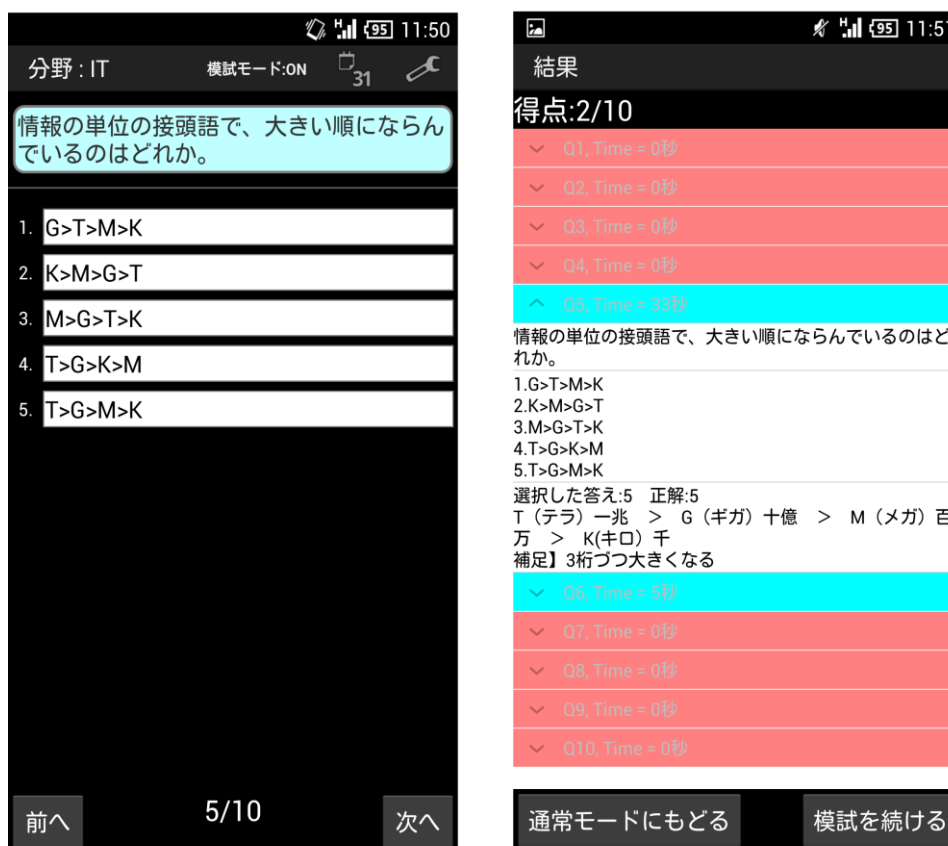 95 11:50
分野 : IT 模試モード:ON 31
情報の単位の接頭語で、大きい順にならん
でいるのはどれか。
1. G>T>M>K
2. K>M>G>T
3. M>G>T>K
4. T>G>K>M
5. T>G>M>K
前へ 5/10 次へ
95 11:51
結果
得点:2/10
Q1, Time = 0秒
Q2, Time = 0秒
Q3, Time = 0秒
Q4, Time = 0秒
Q5, Time = 33秒
情報の単位の接頭語で、大きい順にならんでいるのはど
れか。
1.G>T>M>K
2.K>M>G>T
3.M>G>T>K
4.T>G>K>M
5.T>G>M>K
選択した答え:5 正解:5
T（テラ）一兆 ＞ G（ギガ）十億 ＞ M（メガ）百
万 ＞ K(キロ）千
補足】3桁づつ大きくなる
Q6, Time = 5秒
Q7, Time = 0秒
Q8, Time = 0秒
Q9, Time = 0秒
Q10, Time = 0秒
通常モードにもどる 模試を続ける